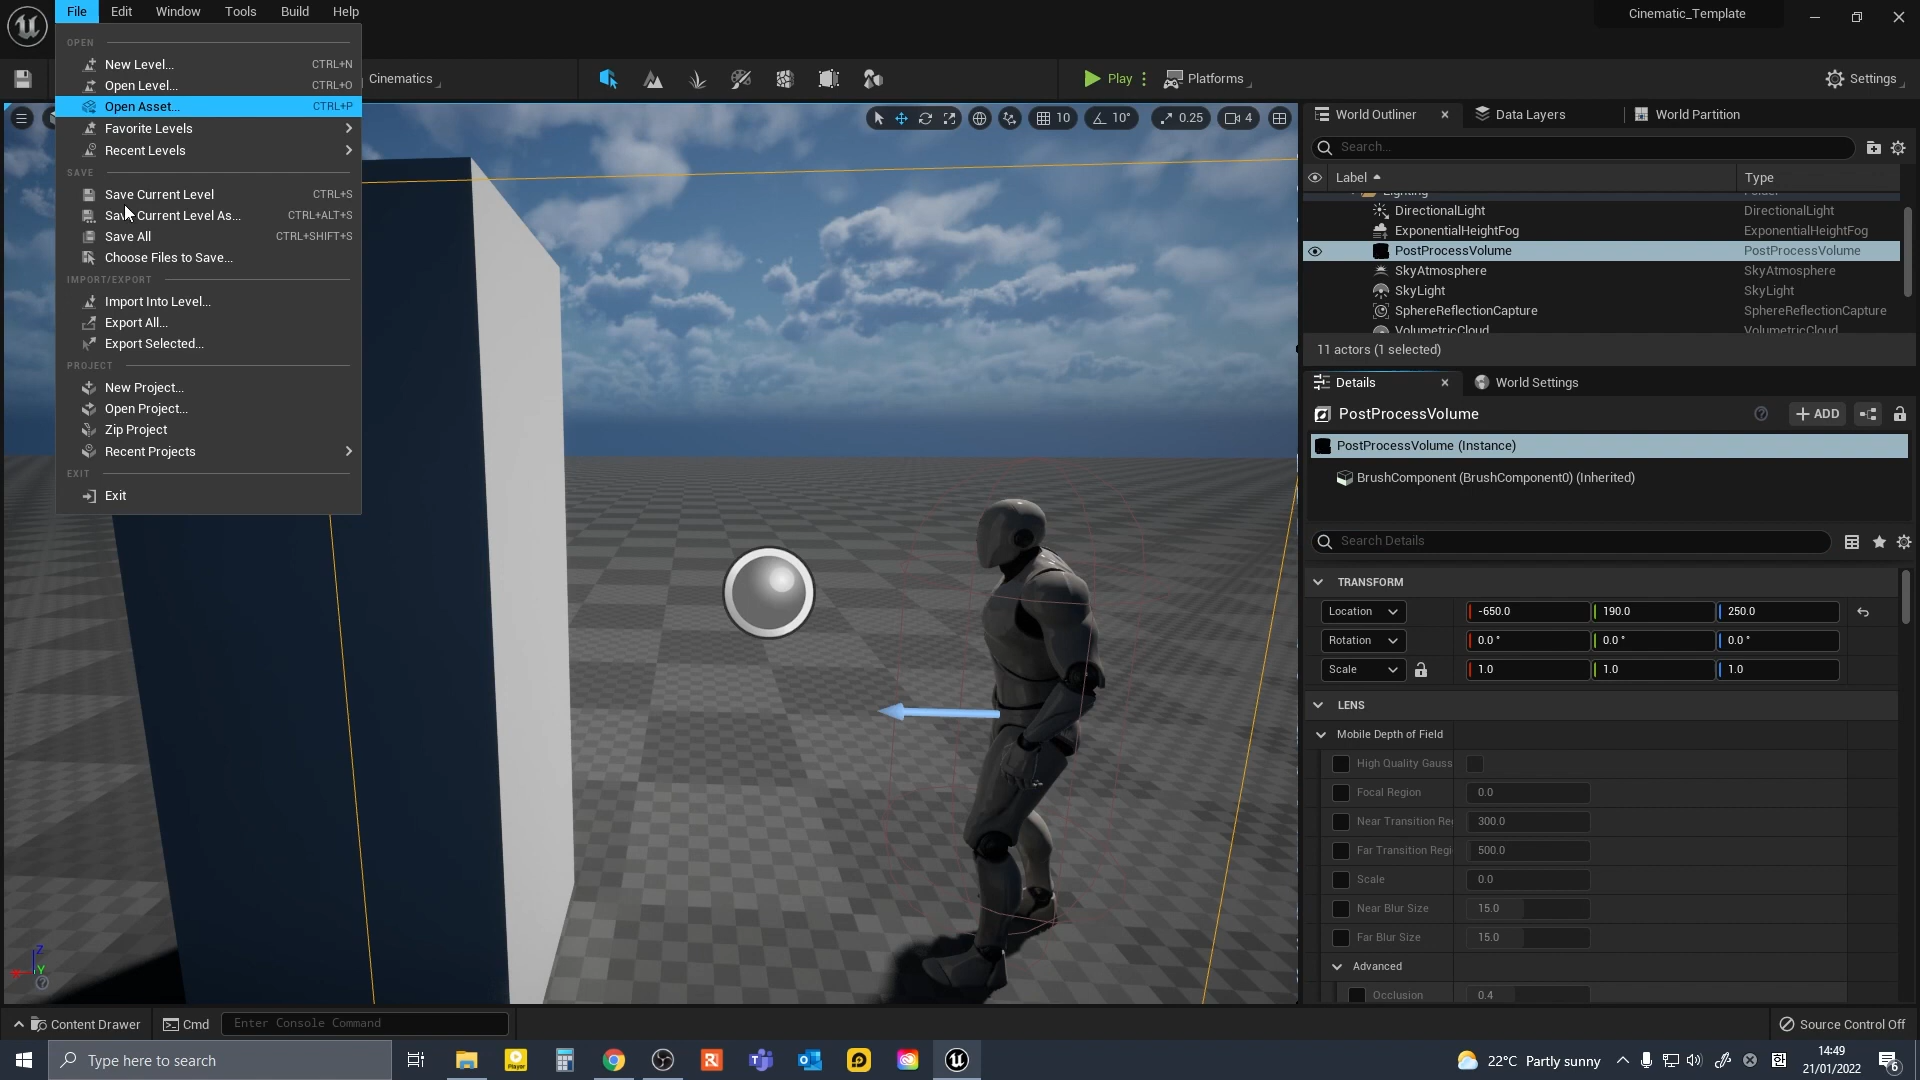 File Edit Window Tools Build Help
Cinematic_Template
OPEN
New Level... CTRL+N
Open Level... CTRL+O
Open Asset... CTRL+P
Favorite Levels
Recent Levels
SAVE
Save Current Level CTRL+S
Save Current Level As... CTRL+ALT+S
Save All CTRL+SHIFT+S
Choose Files to Save...
IMPORT/EXPORT
Import Into Level...
Export All...
Export Selected...
PROJECT
New Project...
Open Project...
Zip Project
Recent Projects
EXIT
Exit
Cinematics
Play
Platforms
Settings
10 10° 0.25 4
World Outliner Data Layers World Partition
Search...
Label Type
Lighting Folder
DirectionalLight DirectionalLight
ExponentialHeightFog ExponentialHeightFog
PostProcessVolume PostProcessVolume
SkyAtmosphere SkyAtmosphere
SkyLight SkyLight
SphereReflectionCapture SphereReflectionCapture
VolumetricCloud VolumetricCloud
11 actors (1 selected)
Details World Settings
PostProcessVolume
ADD
PostProcessVolume (Instance)
BrushComponent (BrushComponent0) (Inherited)
Search Details
TRANSFORM
Location -650.0 190.0 250.0
Rotation 0.0 ° 0.0 ° 0.0 °
Scale 1.0 1.0 1.0
LENS
Mobile Depth of Field
High Quality Gauss
Focal Region 0.0
Near Transition Re 300.0
Far Transition Regi 500.0
Scale 0.0
Near Blur Size 15.0
Far Blur Size 15.0
Advanced
Occlusion 0.4
Z
Y
Content Drawer Cmd Enter Console Command
Source Control Off
Type here to search
22°C Partly sunny
14:49
21/01/2022
6